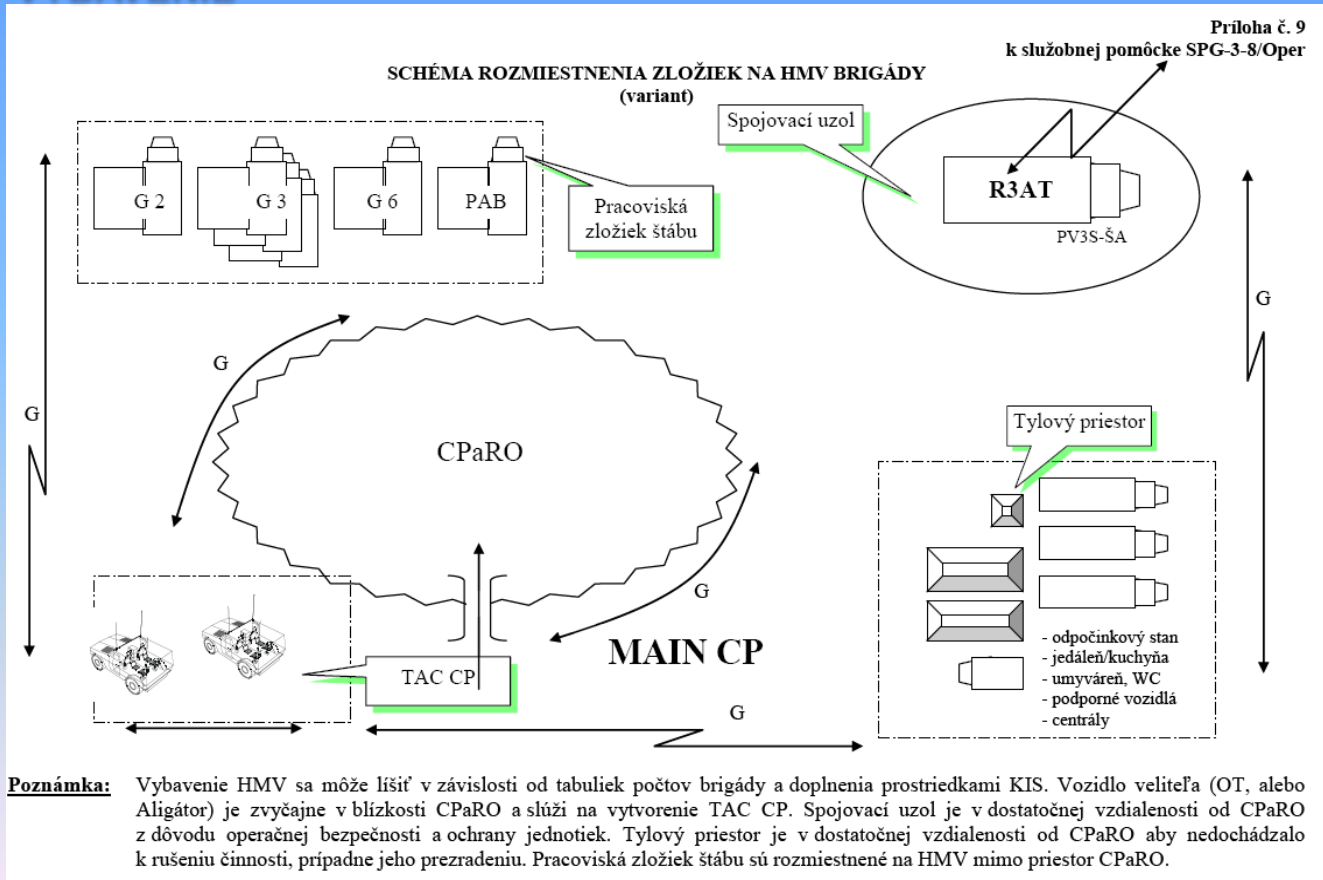 Príloha č. 9
k služobnej pomôcke SPG-3-8/Oper
SCHÉMA ROZMIESTNENIA ZLOŽIEK NA HMV BRIGÁDY
(variant)
Spojovací uzol
G 2
G 3
G 6
PAB
Pracoviská
zložiek štábu
R3AT
PV3S-ŠA
G
G
G
CPaRO
Tylový priestor
G
MAIN CP
TAC CP
G
- odpočinkový stan
- jedáleň/kuchyňa
- umyváreň, WC
- podporné vozidlá
- centrály
Poznámka: Vybavenie HMV sa môže líšiť v závislosti od tabuliek počtov brigády a doplnenia prostriedkami KIS. Vozidlo veliteľa (OT, alebo
Aligátor) je zvyčajne v blízkosti CPaRO a slúži na vytvorenie TAC CP. Spojovací uzol je v dostatočnej vzdialenosti od CPaRO
z dôvodu operačnej bezpečnosti a ochrany jednotiek. Tylový priestor je v dostatočnej vzdialenosti od CPaRO aby nedochádzalo
k rušeniu činnosti, prípadne jeho prezradeniu. Pracoviská zložiek štábu sú rozmiestnené na HMV mimo priestor CPaRO.